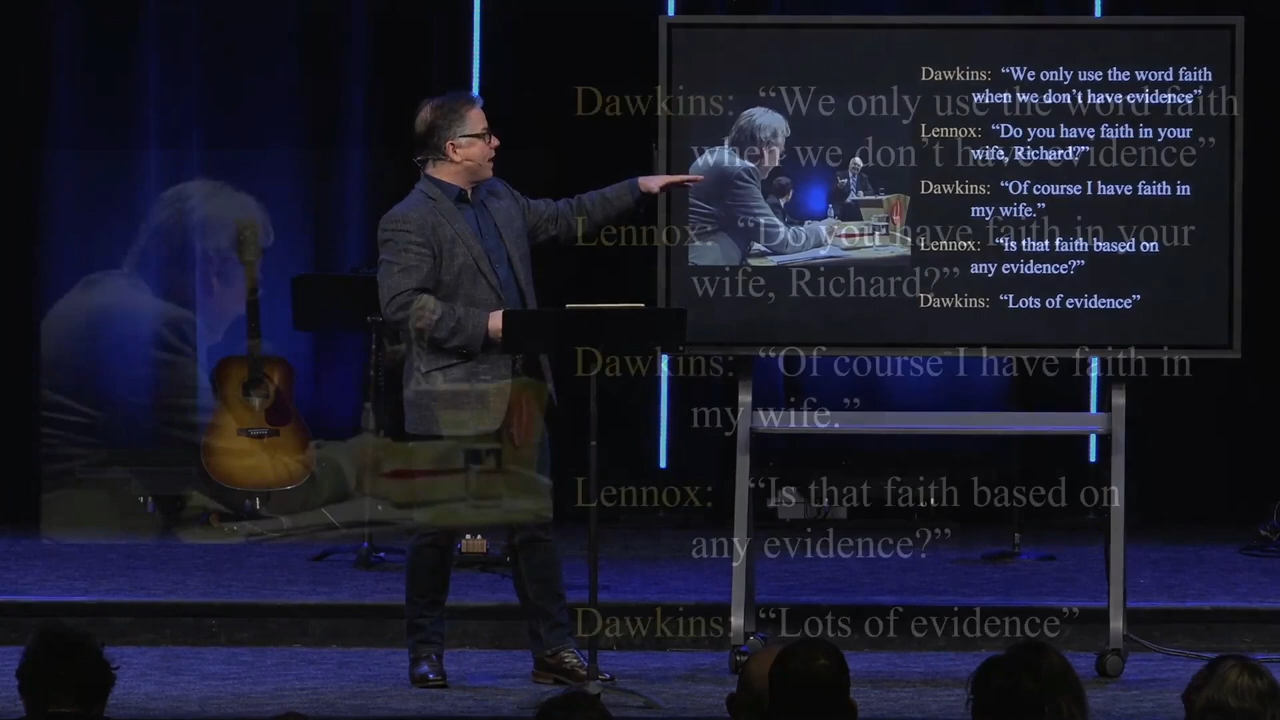 Dawkins: “We only use the word faith
when we don’t have evidence”
Lennox: “Do you have faith in your
wife, Richard?”
Dawkins: “Of course I have faith in
my wife.”
Lennox: “Is that faith based on
any evidence?”
Dawkins: “Lots of evidence”
Dawkins: “We only use the word faith
when we don’t have evidence”
Lennox: “Do you have faith in your
wife, Richard?”
Dawkins: “Of course I have faith in
my wife.”
Lennox: “Is that faith based on
any evidence?”
Dawkins: “Lots of evidence”